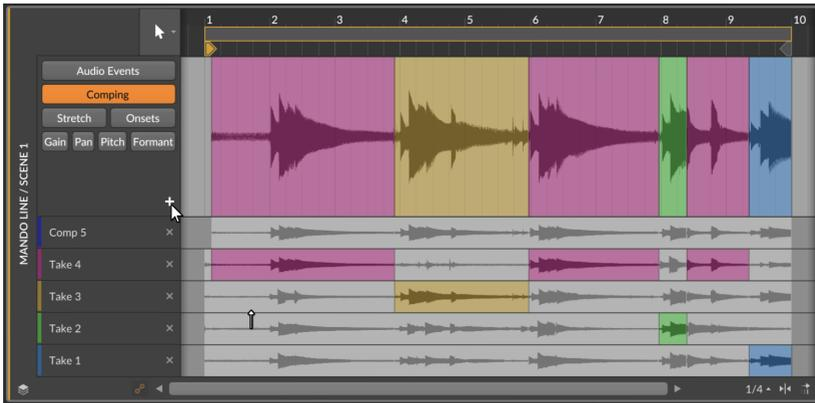 1 2 3 4 5 6 7 8 9 10
Audio Events
Comping
Stretch Onsets
Gain Pan Pitch Formant
MANDO LINE / SCENE 1
Comp 5
Take 4
Take 3
Take 2
Take 1
1/4